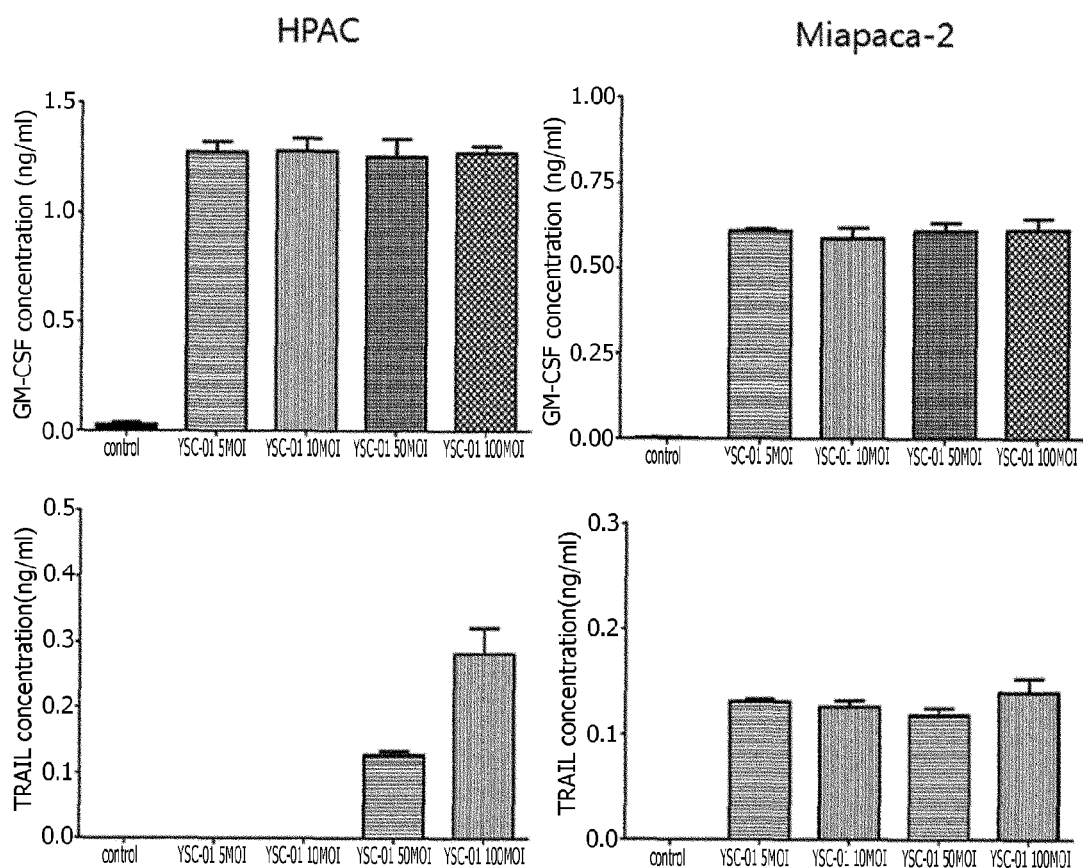 HPAC
GM-CSF concentration (ng/ml)
1.5
1.0
0.5
0.0
control YSC-01 5MOI YSC-01 10MOI YSC-01 50MOI YSC-01 100MOI
Miapaca-2
GM-CSF concentration (ng/ml)
1.00
0.75
0.50
0.25
0.00
control YSC-01 5MOI YSC-01 10MOI YSC-01 50MOI YSC-01 100MOI
TRAIL concentration(ng/ml)
0.5
0.4
0.3
0.2
0.1
0.0
control YSC-01 5MOI YSC-01 10MOI YSC-01 50MOI YSC-01 100MOI
TRAIL concentration(ng/ml)
0.3
0.2
0.1
0.0
control YSC-01 5MOI YSC-01 10MOI YSC-01 50MOI YSC-01 100MOI